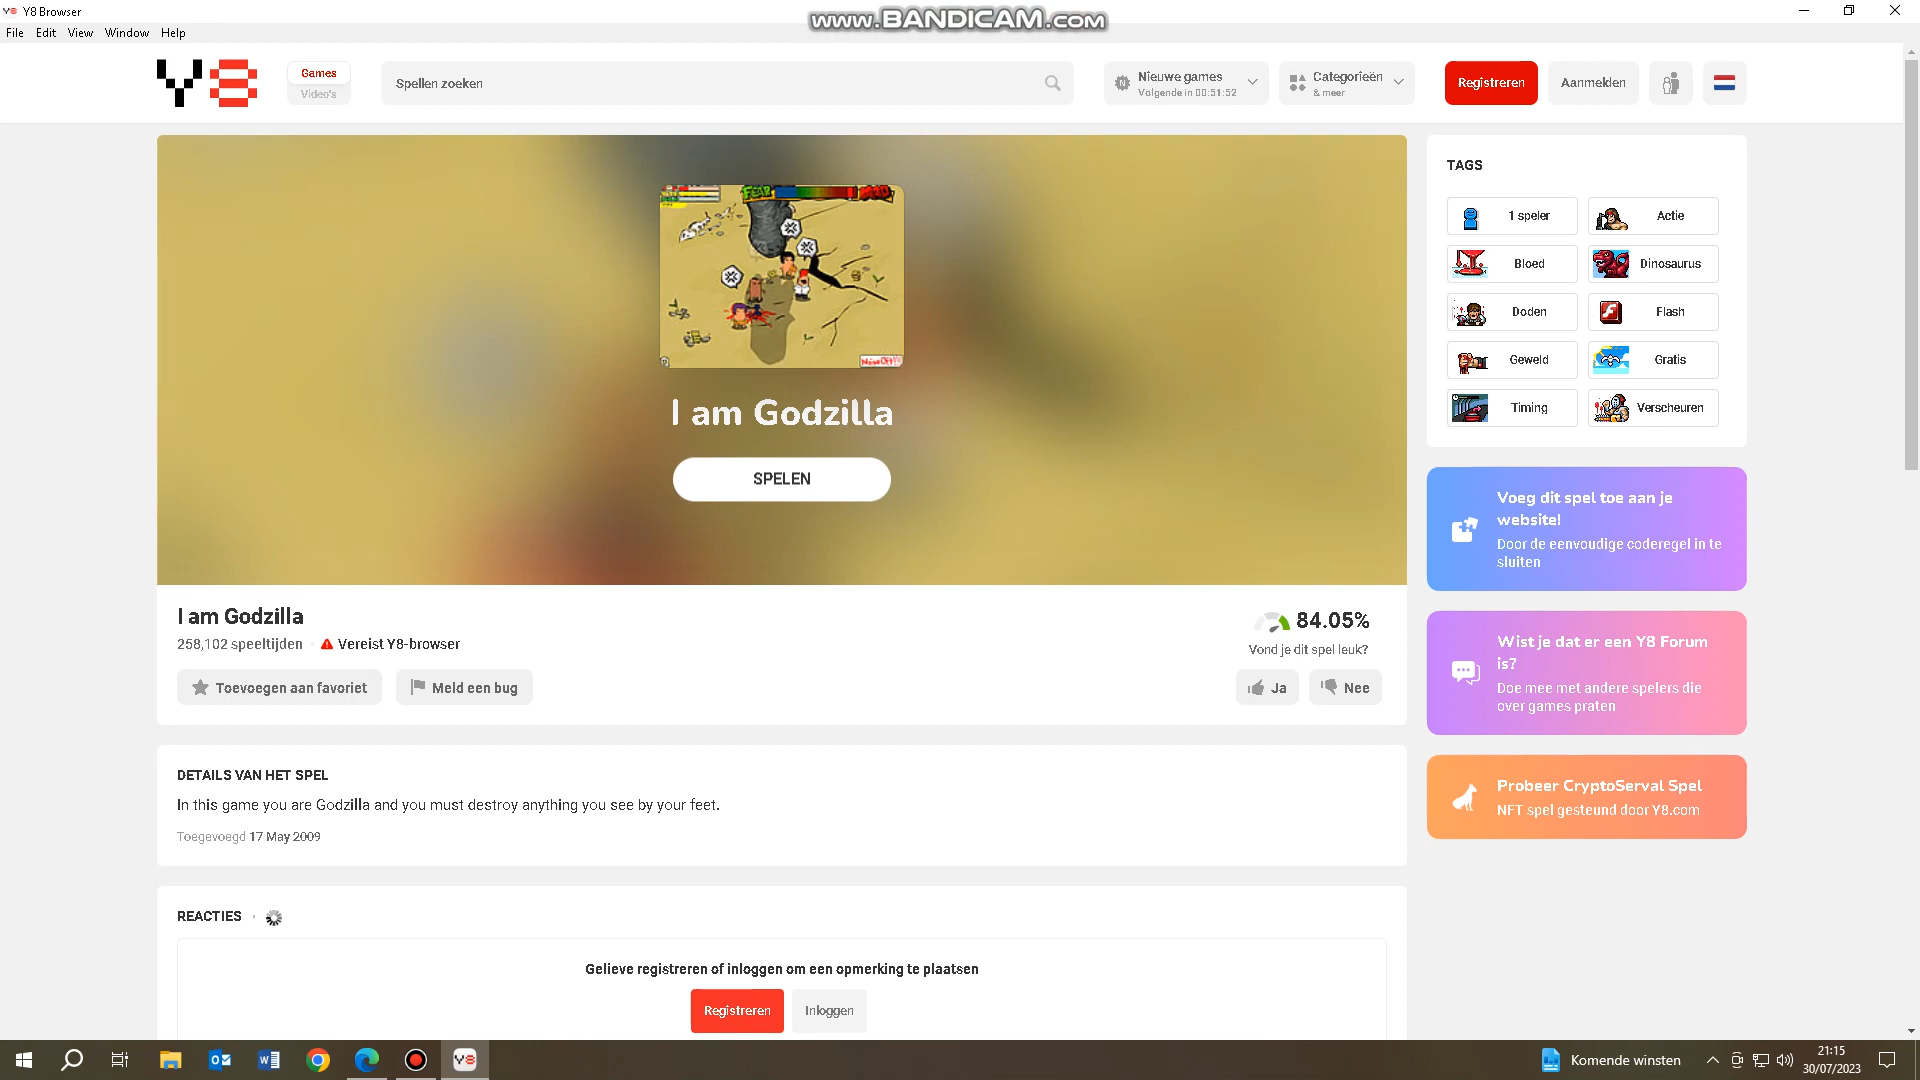 Y8 Browser
www.BANDICAM.com
File Edit View Window Help
Y8
Games
Video's
Spellen zoeken
Nieuwe games
Volgende in 00:51:52
Categorieën
& meer
Registreren
Aanmelden
FEAR
I am Godzilla
SPELEN
I am Godzilla
258,102 speeltijden · Vereist Y8-browser
Toevoegen aan favoriet
Meld een bug
84.05%
Vond je dit spel leuk?
Ja
Nee
DETAILS VAN HET SPEL
In this game you are Godzilla and you must destroy anything you see by your feet.
Toegevoegd 17 May 2009
REACTIES ·
Gelieve registreren of inloggen om een opmerking te plaatsen
Registreren
Inloggen
TAGS
1 speler
Actie
Bloed
Dinosaurus
Doden
Flash
Geweld
Gratis
Timing
Verscheuren
Voeg dit spel toe aan je
website!
Door de eenvoudige coderegel in te
sluiten
Wist je dat er een Y8 Forum
is?
Doe mee met andere spelers die
over games praten
Probeer CryptoServal Spel
NFT spel gesteund door Y8.com
Komende winsten
21:15
30/07/2023